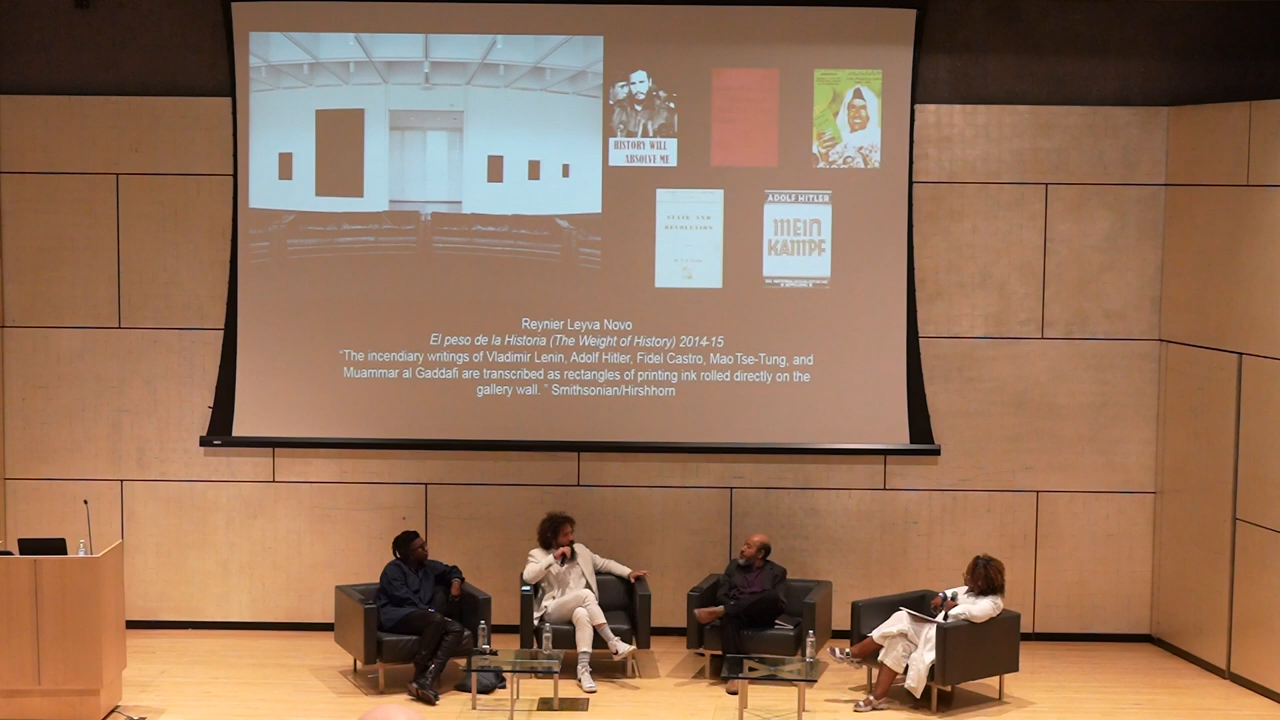 HISTORY WILL
ABSOLVE ME
STATE AND
REVOLUTION
ADOLF HITLER
MEIN
KAMPF
Reynier Leyva Novo
El peso de la Historia (The Weight of History) 2014-15
“The incendiary writings of Vladimir Lenin, Adolf Hitler, Fidel Castro, Mao Tse-Tung, and
Muammar al Gaddafi are transcribed as rectangles of printing ink rolled directly on the
gallery wall. ” Smithsonian/Hirshhorn